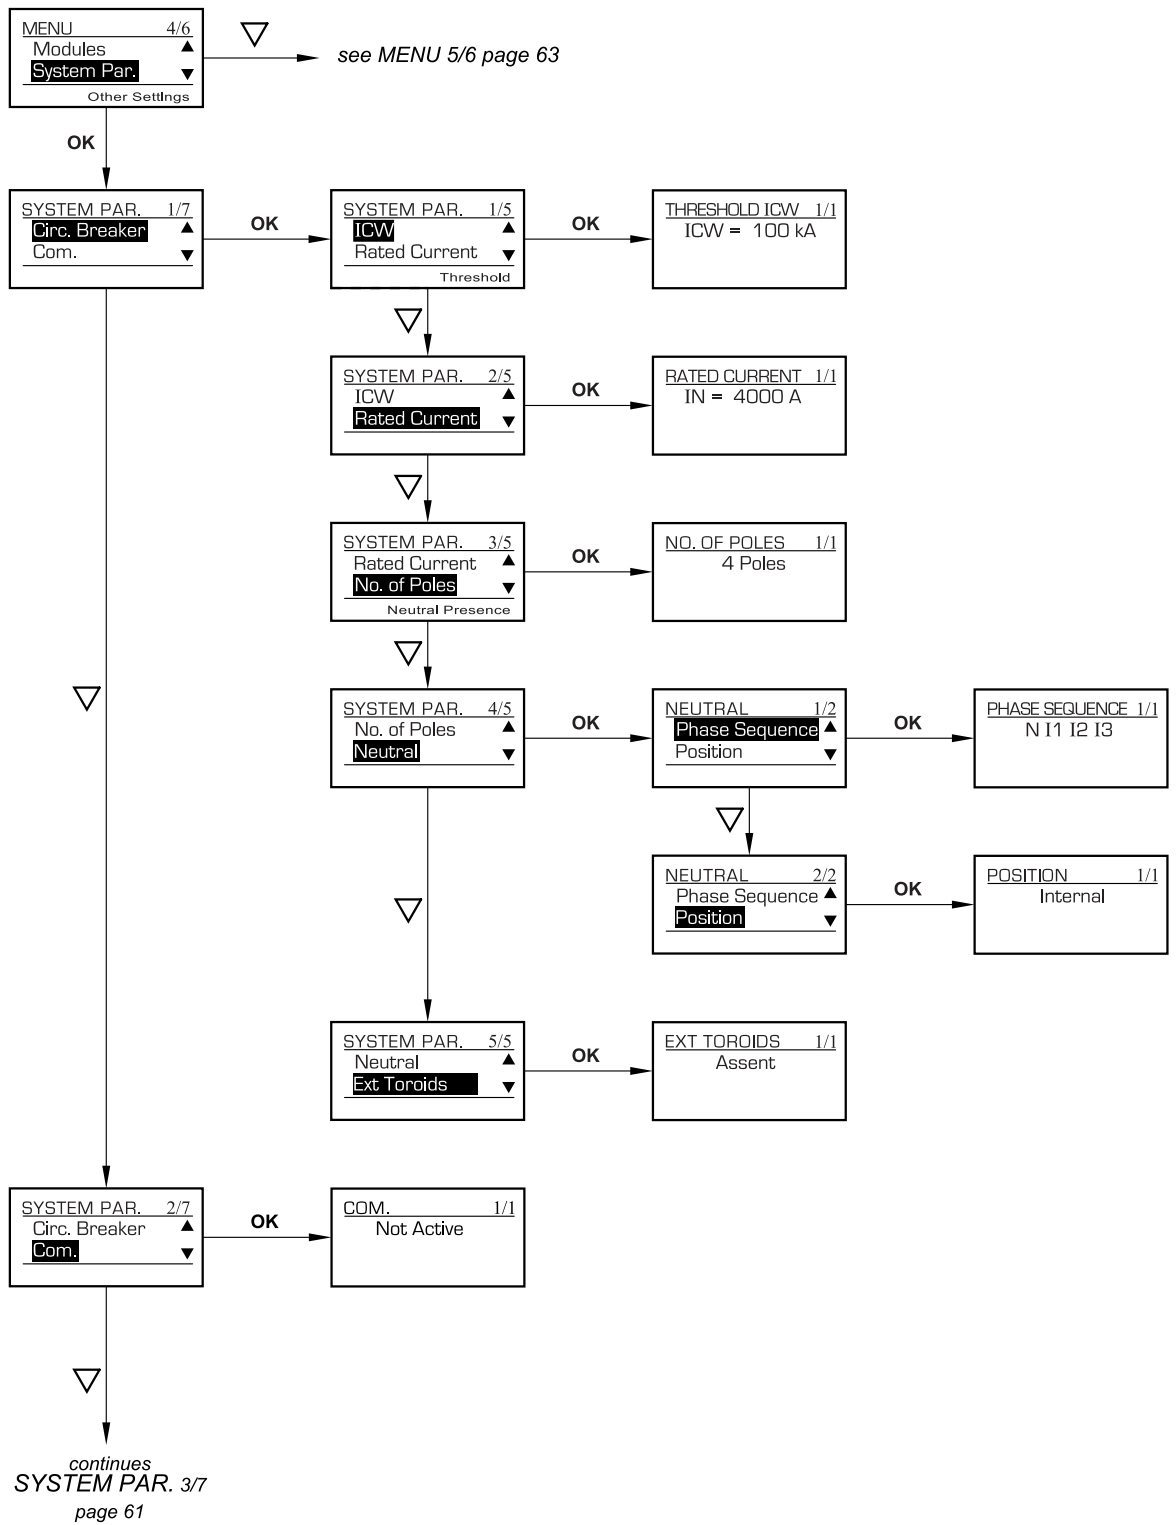 MENU 4/6
Modules
System Par.
Other Settings
see MENU 5/6 page 63
OK
SYSTEM PAR. 1/7
Circ. Breaker
Com.
OK
SYSTEM PAR. 1/5
ICW
Rated Current
Threshold
OK
THRESHOLD ICW 1/1
ICW = 100 kA
SYSTEM PAR. 2/5
ICW
Rated Current
OK
RATED CURRENT 1/1
IN = 4000 A
SYSTEM PAR. 3/5
Rated Current
No. of Poles
Neutral Presence
OK
NO. OF POLES 1/1
4 Poles
SYSTEM PAR. 4/5
No. of Poles
Neutral
OK
NEUTRAL 1/2
Phase Sequence
Position
OK
PHASE SEQUENCE 1/1
N I1 I2 I3
NEUTRAL 2/2
Phase Sequence
Position
OK
POSITION 1/1
Internal
SYSTEM PAR. 5/5
Neutral
Ext Toroids
OK
EXT TOROIDS 1/1
Assent
SYSTEM PAR. 2/7
Circ. Breaker
Com.
OK
COM. 1/1
Not Active
continues
SYSTEM PAR. 3/7
page 61